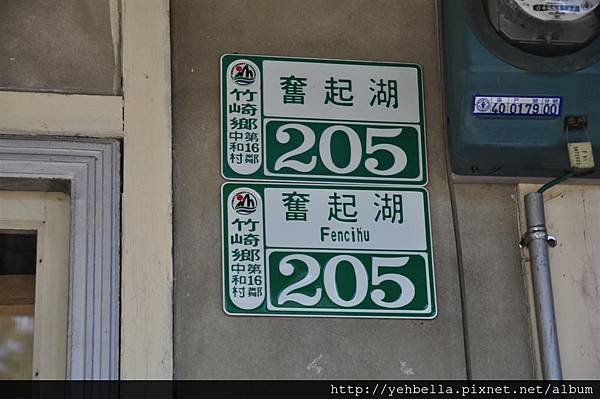 竹崎鄉
中和村
第16鄰
奮起湖
205
竹崎鄉
中和村
第16鄰
奮起湖
Fencihu
205
40 0179 00
http://yehbella.pixnet.net/album